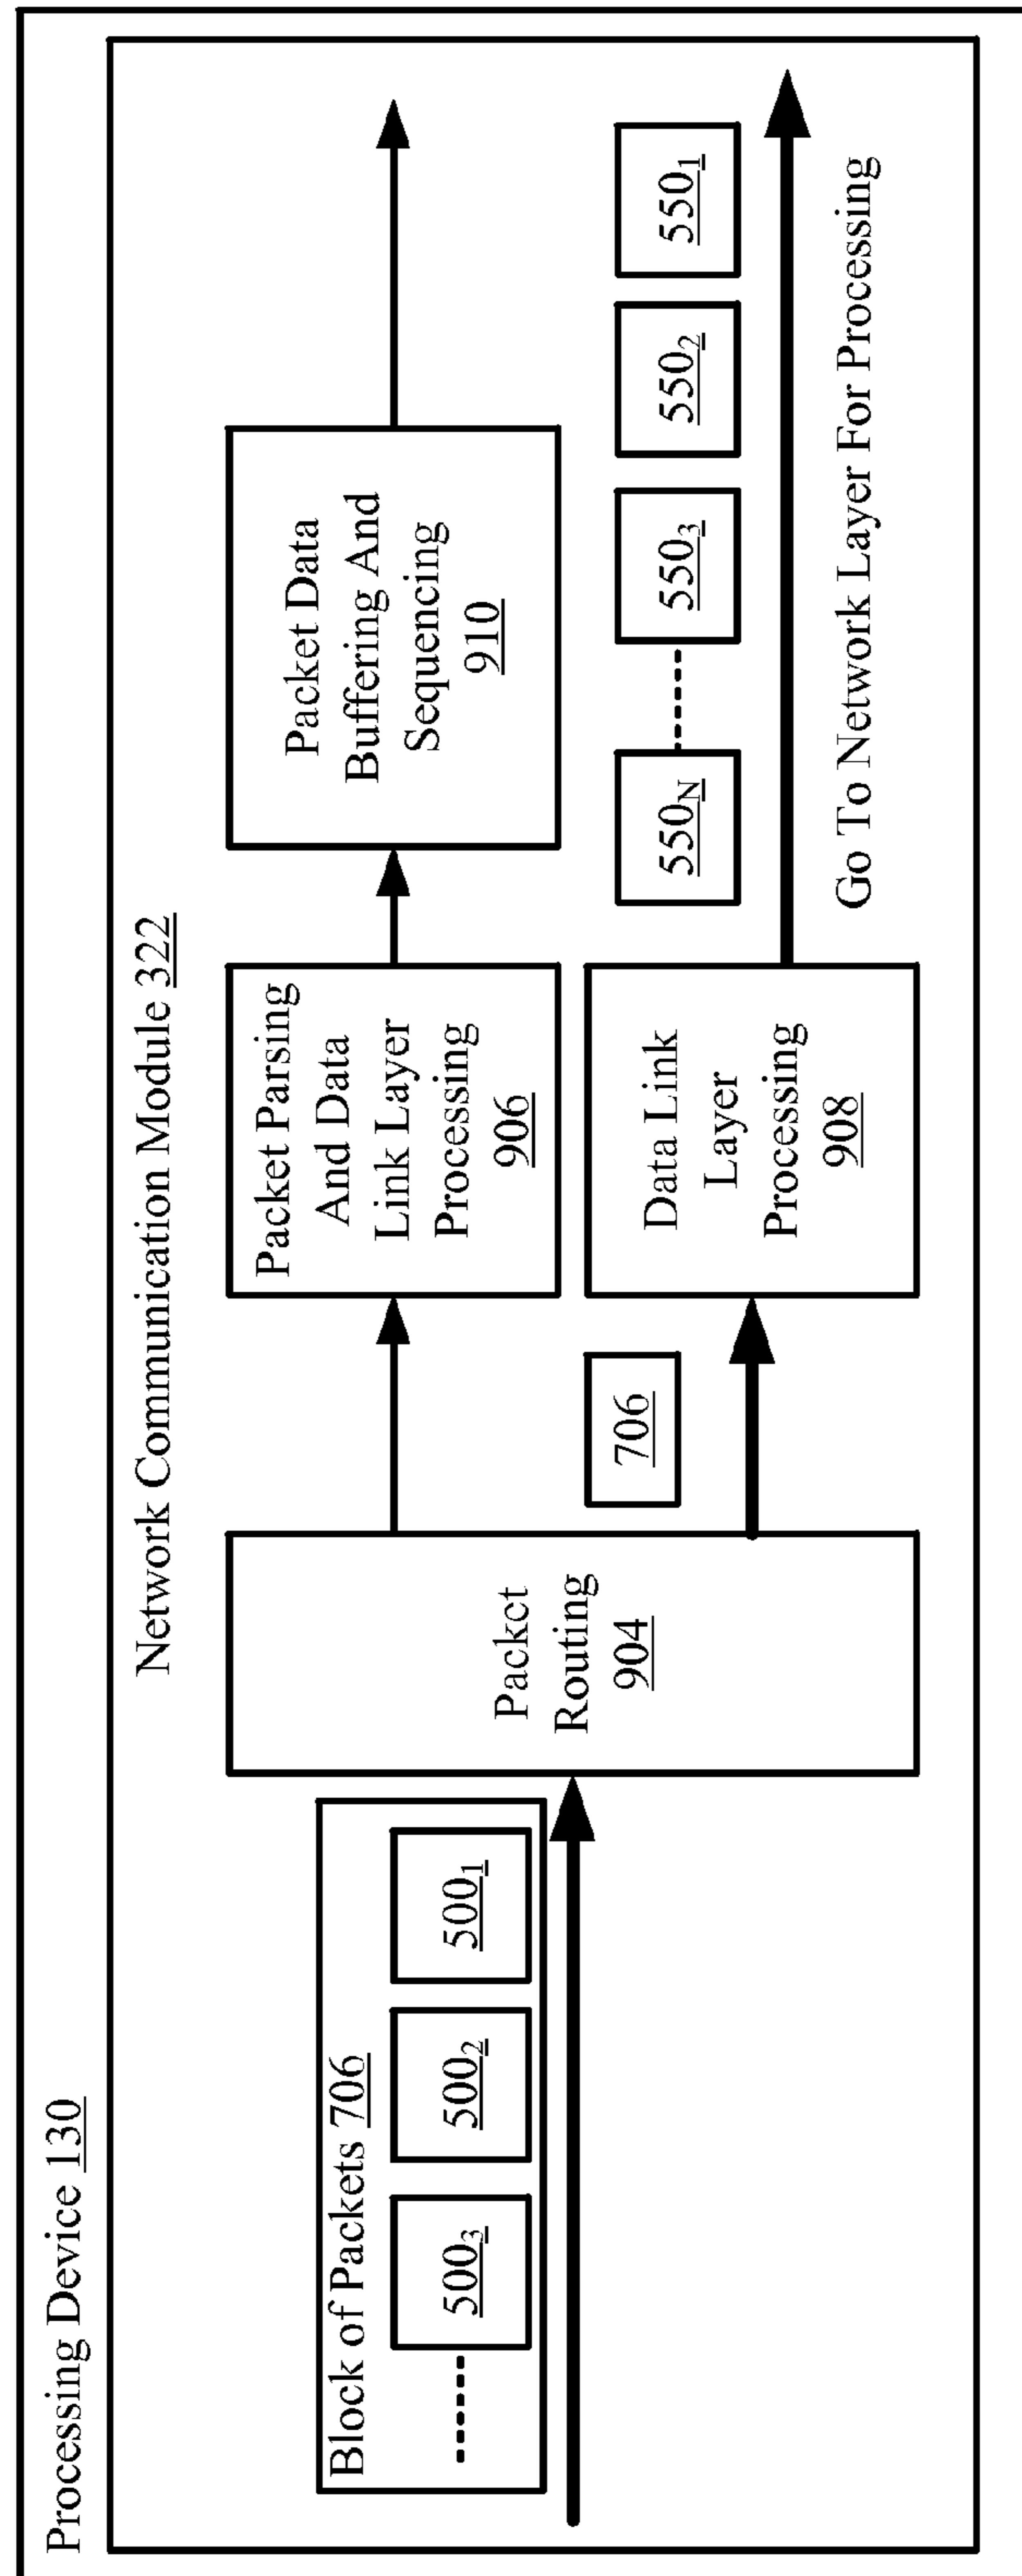 Processing Device 130
Network Communication Module 322
Block of Packets 706
500₃
500₂
500₁
Packet
Routing
904
706
Packet Parsing
And Data
Link Layer
Processing
906
Data Link
Layer
Processing
908
Packet Data
Buffering And
Sequencing
910
550_N
550₃
550₂
550₁
Go To Network Layer For Processing